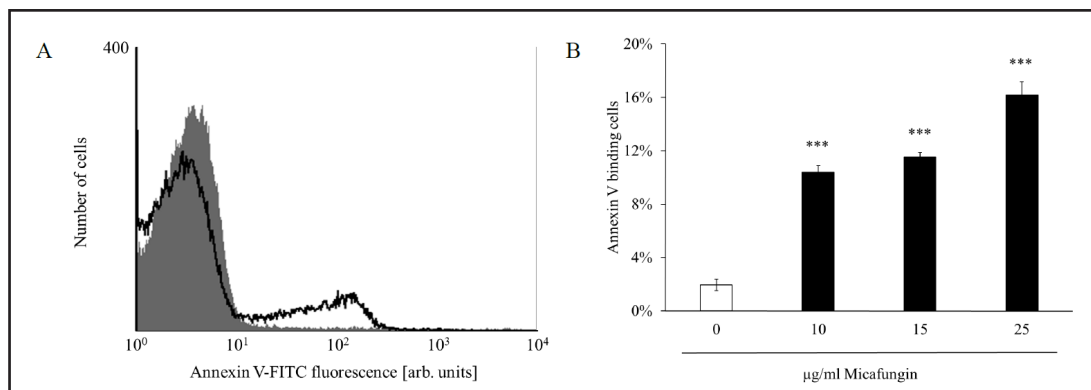 A
400
Number of cells
10⁰ 10¹ 10² 10³ 10⁴
Annexin V-FITC fluorescence [arb. units]
B
Annexin V binding cells
20%
16%
12%
8%
4%
0%
***
***
***
0 10 15 25
µg/ml Micafungin